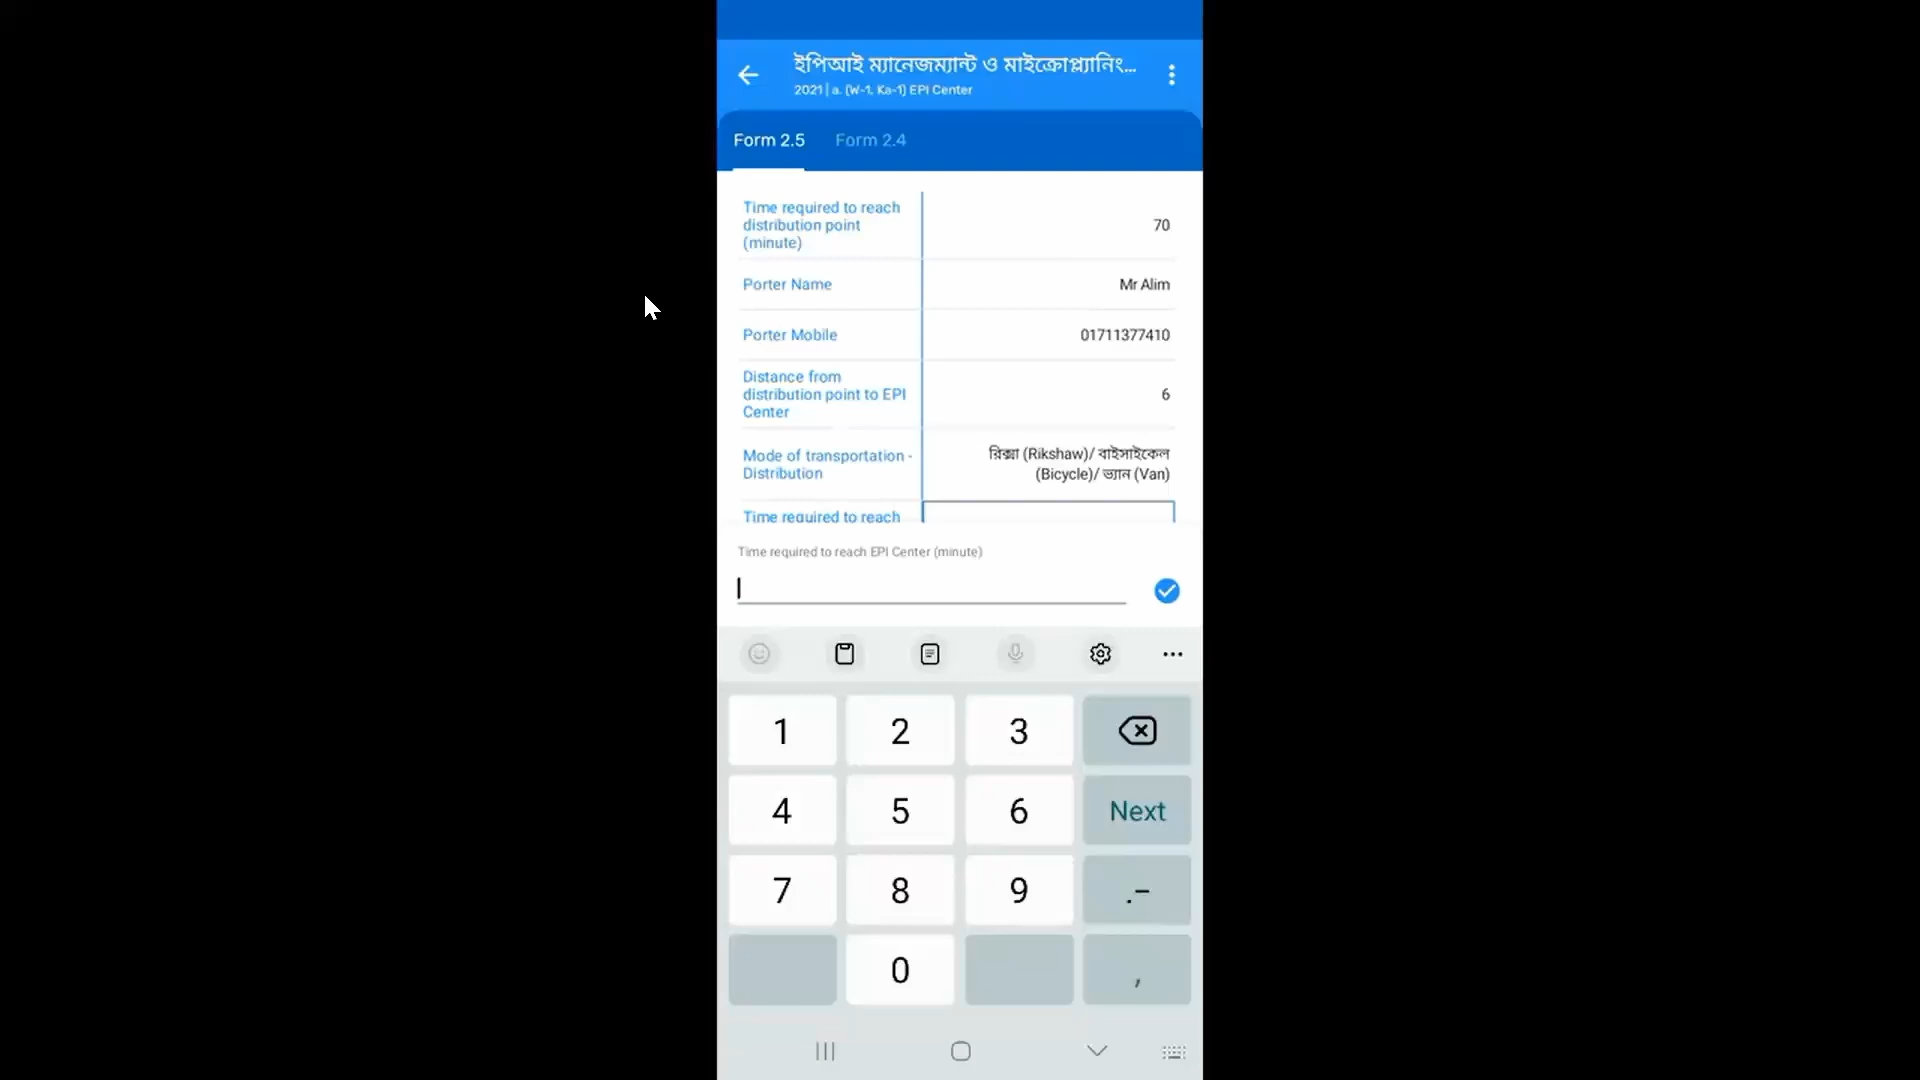 ইপিআই ম্যানেজম্যান্ট ও মাইক্রোপ্ল্যানিং...
2021 | a. (W-1, Ka-1) EPI Center
Form 2.5 Form 2.4
Time required to reach
distribution point
(minute)
70
Porter Name
Mr Alim
Porter Mobile
01711377410
Distance from
distribution point to EPI
Center
6
Mode of transportation -
Distribution
রিক্সা (Rikshaw)/ বাইসাইকেল
(Bicycle)/ ভ্যান (Van)
Time required to reach
Time required to reach EPI Center (minute)
1 2 3
4 5 6 Next
7 8 9 .-
0 ,